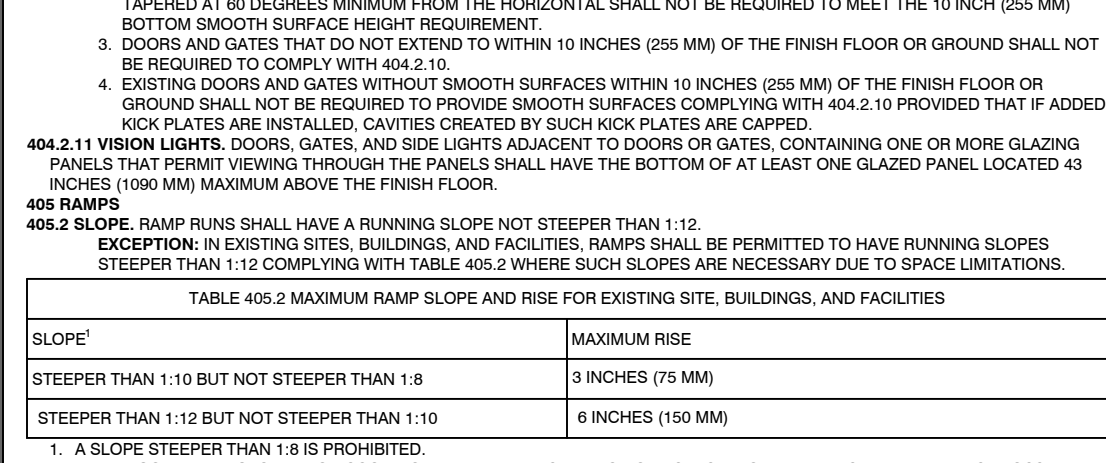 TAPERED AT 60 DEGREES MINIMUM FROM THE HORIZONTAL SHALL NOT BE REQUIRED TO MEET THE 10 INCH (255 MM)
BOTTOM SMOOTH SURFACE HEIGHT REQUIREMENT.
3. DOORS AND GATES THAT DO NOT EXTEND TO WITHIN 10 INCHES (255 MM) OF THE FINISH FLOOR OR GROUND SHALL NOT
BE REQUIRED TO COMPLY WITH 404.2.10.
4. EXISTING DOORS AND GATES WITHOUT SMOOTH SURFACES WITHIN 10 INCHES (255 MM) OF THE FINISH FLOOR OR
GROUND SHALL NOT BE REQUIRED TO PROVIDE SMOOTH SURFACES COMPLYING WITH 404.2.10 PROVIDED THAT IF ADDED
KICK PLATES ARE INSTALLED, CAVITIES CREATED BY SUCH KICK PLATES ARE CAPPED.
404.2.11 VISION LIGHTS. DOORS, GATES, AND SIDE LIGHTS ADJACENT TO DOORS OR GATES, CONTAINING ONE OR MORE GLAZING
PANELS THAT PERMIT VIEWING THROUGH THE PANELS SHALL HAVE THE BOTTOM OF AT LEAST ONE GLAZED PANEL LOCATED 43
INCHES (1090 MM) MAXIMUM ABOVE THE FINISH FLOOR.
405 RAMPS
405.2 SLOPE. RAMP RUNS SHALL HAVE A RUNNING SLOPE NOT STEEPER THAN 1:12.
EXCEPTION: IN EXISTING SITES, BUILDINGS, AND FACILITIES, RAMPS SHALL BE PERMITTED TO HAVE RUNNING SLOPES
STEEPER THAN 1:12 COMPLYING WITH TABLE 405.2 WHERE SUCH SLOPES ARE NECESSARY DUE TO SPACE LIMITATIONS.
TABLE 405.2 MAXIMUM RAMP SLOPE AND RISE FOR EXISTING SITE, BUILDINGS, AND FACILITIES
SLOPE¹ MAXIMUM RISE
STEEPER THAN 1:10 BUT NOT STEEPER THAN 1:8 3 INCHES (75 MM)
STEEPER THAN 1:12 BUT NOT STEEPER THAN 1:10 6 INCHES (150 MM)
1. A SLOPE STEEPER THAN 1:8 IS PROHIBITED.